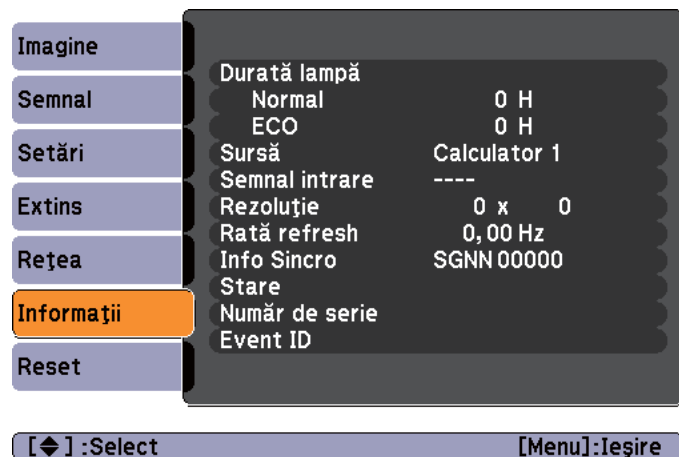 Imagine
Semnal
Setări
Extins
Reţea
Informaţii
Reset
Durată lampă
Normal 0 H
ECO 0 H
Sursă Calculator 1
Semnal intrare ----
Rezoluţie 0 x 0
Rată refresh 0,00 Hz
Info Sincro SGNN 00000
Stare
Număr de serie
Event ID
[◆] :Select [Menu]:Ieşire